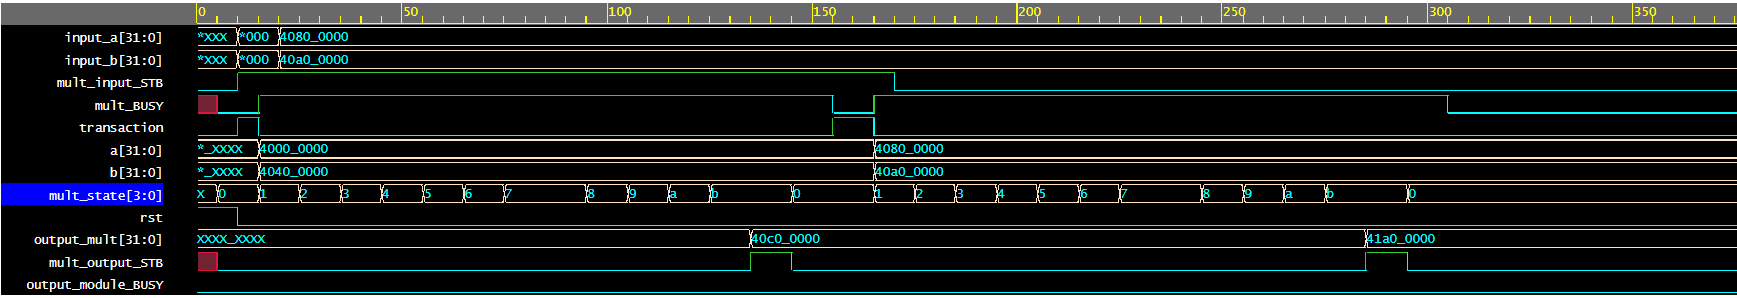 0 50 100 150 200 250 300 350
input_a[31:0] *XXX *000 4080_0000
input_b[31:0] *XXX *000 40a0_0000
mult_input_STB
mult_BUSY
transaction
a[31:0] *_XXXX 4000_0000 4080_0000
b[31:0] *_XXXX 4040_0000 40a0_0000
mult_state[3:0] X 0 1 2 3 4 5 6 7 8 9 a b 0 1 2 3 4 5 6 7 8 9 a b 0
rst
output_mult[31:0] XXXX_XXXX 40c0_0000 41a0_0000
mult_output_STB
output_module_BUSY